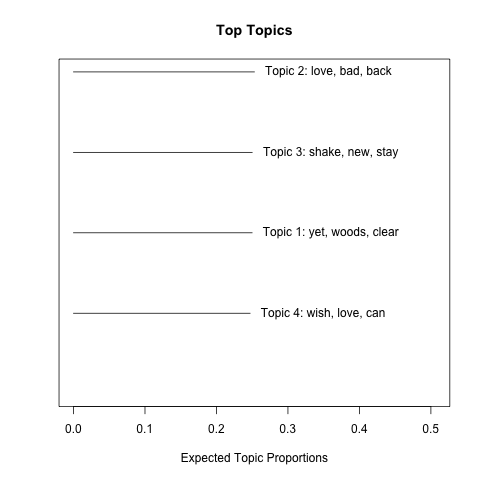 Top Topics
Topic 2: love, bad, back
Topic 3: shake, new, stay
Topic 1: yet, woods, clear
Topic 4: wish, love, can
0.0 0.1 0.2 0.3 0.4 0.5
Expected Topic Proportions